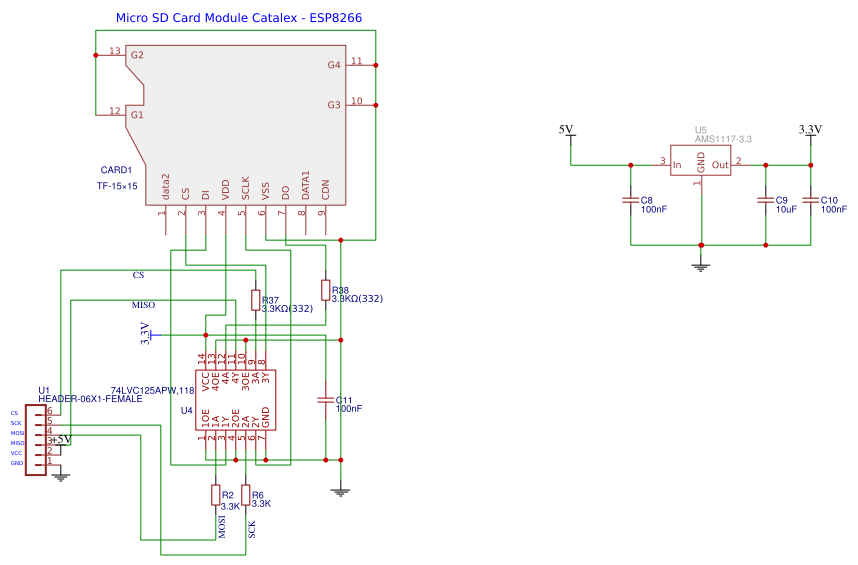 Micro SD Card Module Catalex - ESP8266
13 G2
G4 11
G3 10
12 G1
CARD1
TF-15x15
data2 CS DI VDD SCLK VSS DO DATA1 CDN
1 2 3 4 5 6 7 8 9
5V
U5
AMS1117-3.3
3.3V
3 In GND Out 2
1
C8
100nF
C9
10uF
C10
100nF
CS
MISO
R37
3.3KΩ(332)
R38
3.3KΩ(332)
3.3V
14 13 12 11 10 9 8
VCC 4OE 4A 4Y 3OE 3A 3Y
74LVC125APW,118
U4
1OE 1A 1Y 2OE 2A 2Y GND
1 2 3 4 5 6 7
C11
100nF
U1
HEADER-06X1-FEMALE
CS 6
SCK 5
MOSI 4
MISO 3
+5V
VCC 2
GND 1
R2
3.3K
R6
3.3K
MOSI
SCK